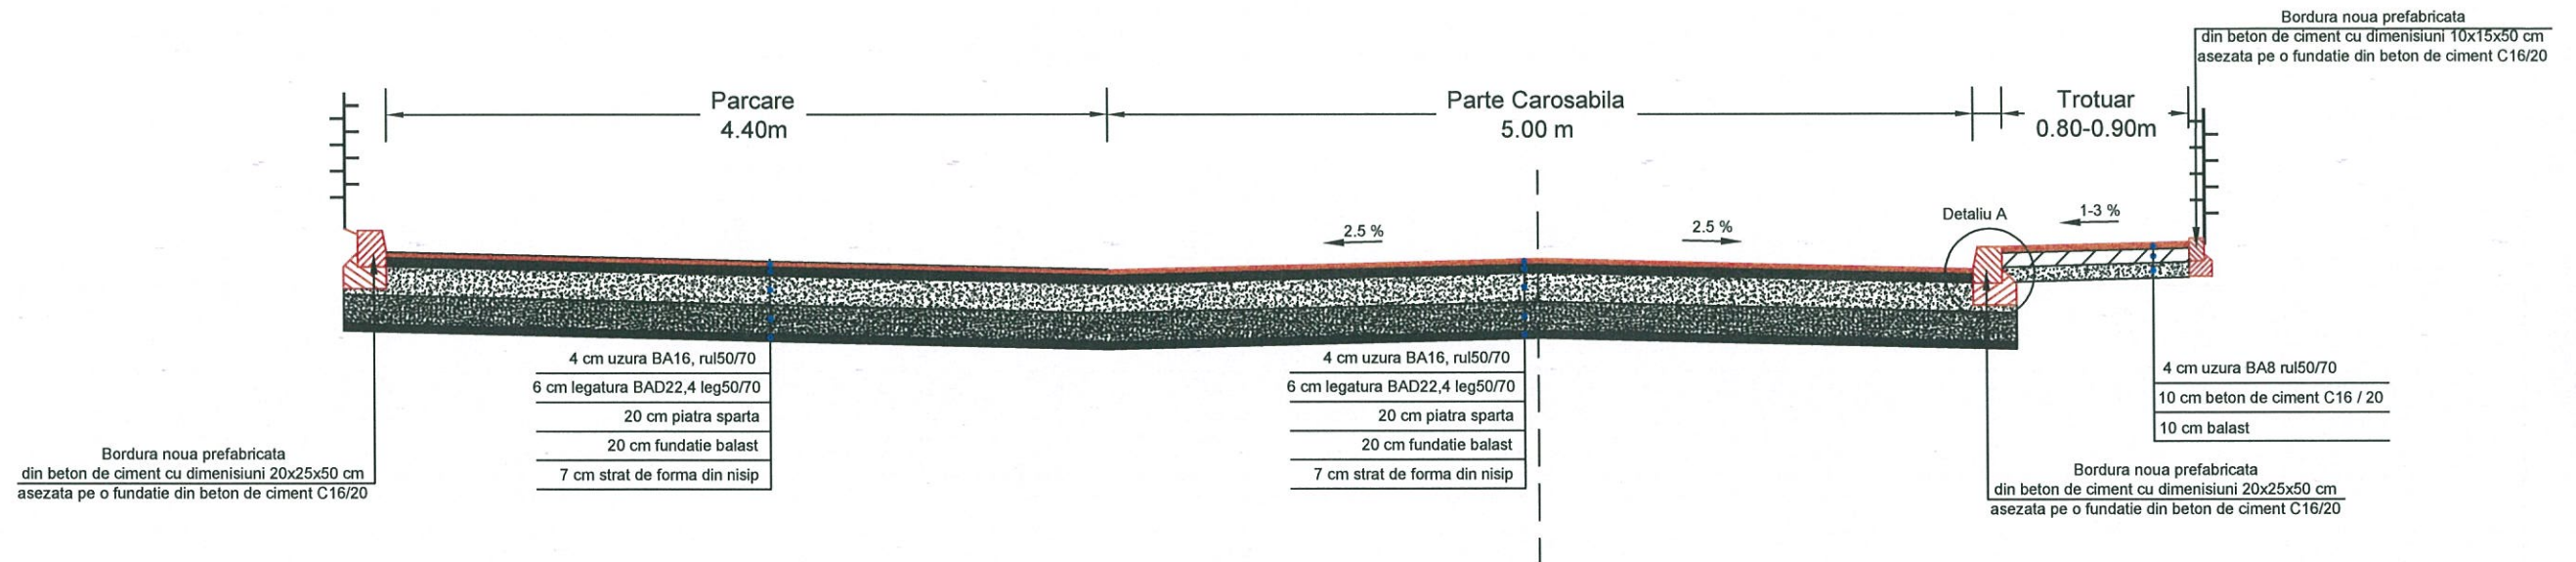 Bordura noua prefabricata
din beton de ciment cu dimenisiuni 10x15x50 cm
asezata pe o fundatie din beton de ciment C16/20
Parcare
4.40m
Parte Carosabila
5.00 m
Trotuar
0.80-0.90m
2.5 %
2.5 %
Detaliu A
1-3 %
4 cm uzura BA16, rul50/70
6 cm legatura BAD22,4 leg50/70
20 cm piatra sparta
20 cm fundatie balast
7 cm strat de forma din nisip
4 cm uzura BA16, rul50/70
6 cm legatura BAD22,4 leg50/70
20 cm piatra sparta
20 cm fundatie balast
7 cm strat de forma din nisip
4 cm uzura BA8 rul50/70
10 cm beton de ciment C16 / 20
10 cm balast
Bordura noua prefabricata
din beton de ciment cu dimenisiuni 20x25x50 cm
asezata pe o fundatie din beton de ciment C16/20
Bordura noua prefabricata
din beton de ciment cu dimenisiuni 20x25x50 cm
asezata pe o fundatie din beton de ciment C16/20